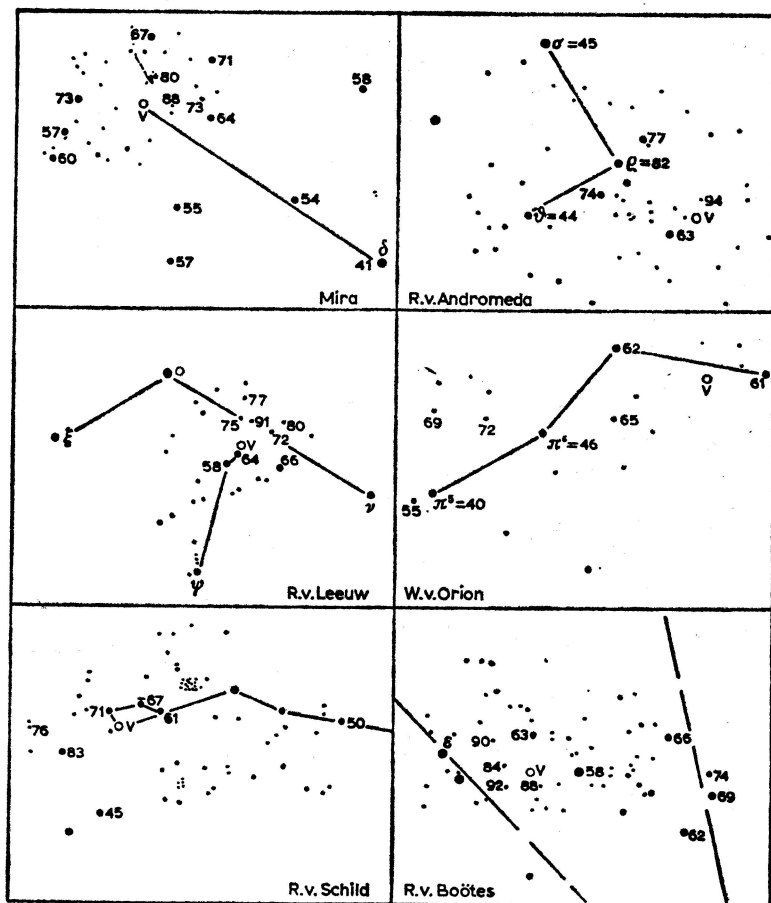 67
71
80
58
73
88
73
64
V
57
60
54
55
57
41
δ
Mira
σ=45
77
ϱ=82
74
94
ϑ=44
V
63
R.v.Andromeda
O
77
ξ
75
91
80
72
V
64
58
66
ν
ψ
R.v.Leeuw
62
61
V
69
72
65
π⁶=46
π⁵=40
55
W.v.Orion
67
71
61
50
76
V
83
45
R.v.Schild
63
66
90
ε
84
V
58
74
92
88
69
62
R.v.Boötes